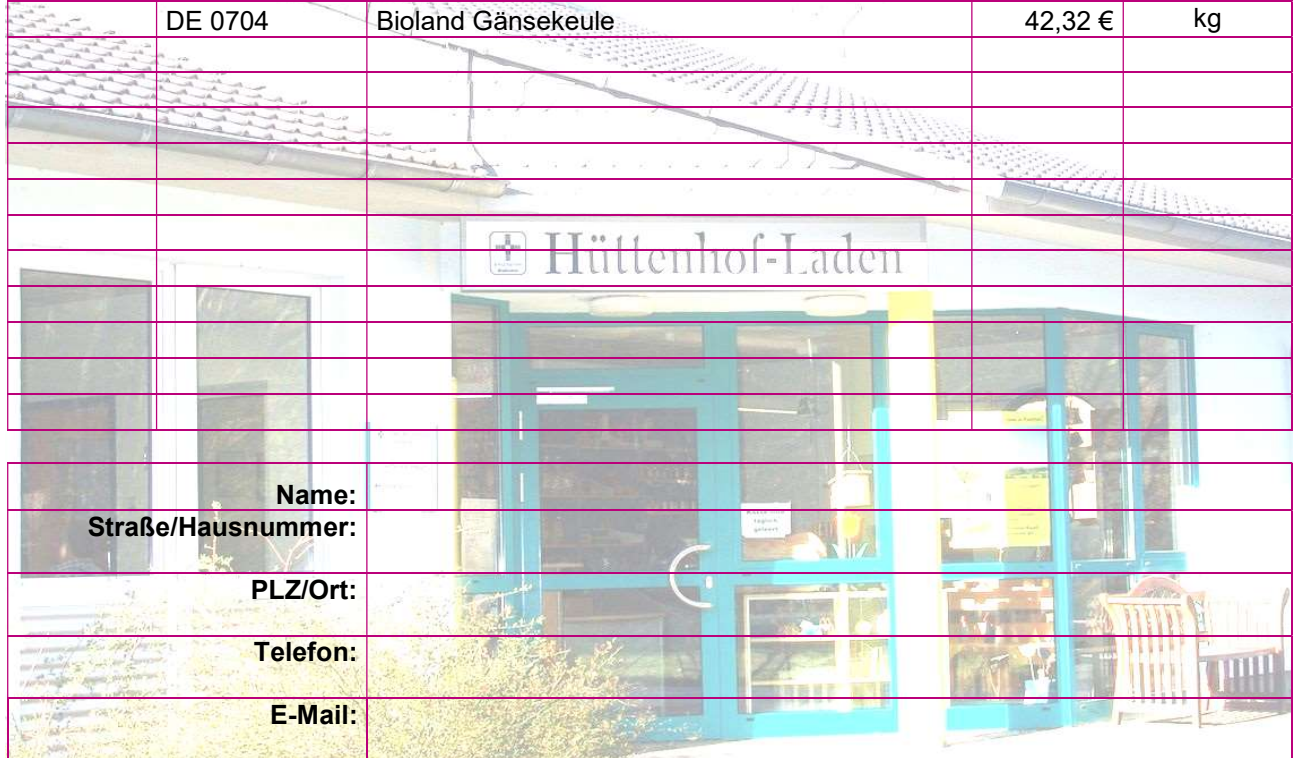 DE 0704 Bioland Gänsekeule 42,32 € kg
Hüttenhof-Laden
Name:
Straße/Hausnummer:
PLZ/Ort:
Telefon:
E-Mail: